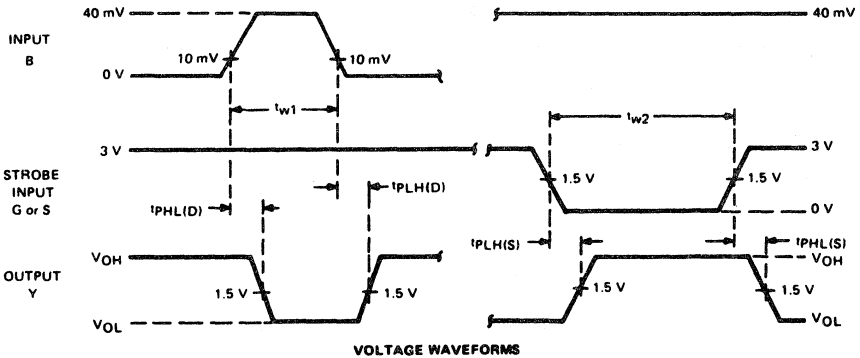 40 mV
40 mV
INPUT
B
10 mV
10 mV
0 V
tw1
tw2
3 V
3 V
STROBE
INPUT
G or S
1.5 V
1.5 V
tPLH(D)
tPHL(D)
0 V
tPLH(S)
tPHL(S)
VOH
VOH
OUTPUT
Y
1.5 V
1.5 V
1.5 V
1.5 V
VOL
VOL
VOLTAGE WAVEFORMS